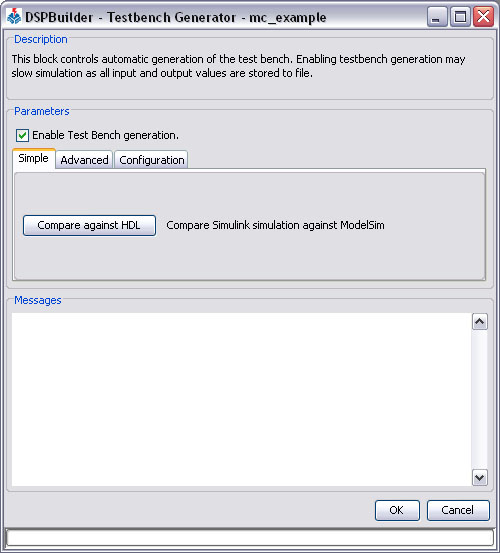 DSPBuilder - Testbench Generator - mc_example
Description
This block controls automatic generation of the test bench. Enabling testbench generation may
slow simulation as all input and output values are stored to file.
Parameters
Enable Test Bench generation.
Simple Advanced Configuration
Compare against HDL Compare Simulink simulation against ModelSim
Messages
OK Cancel